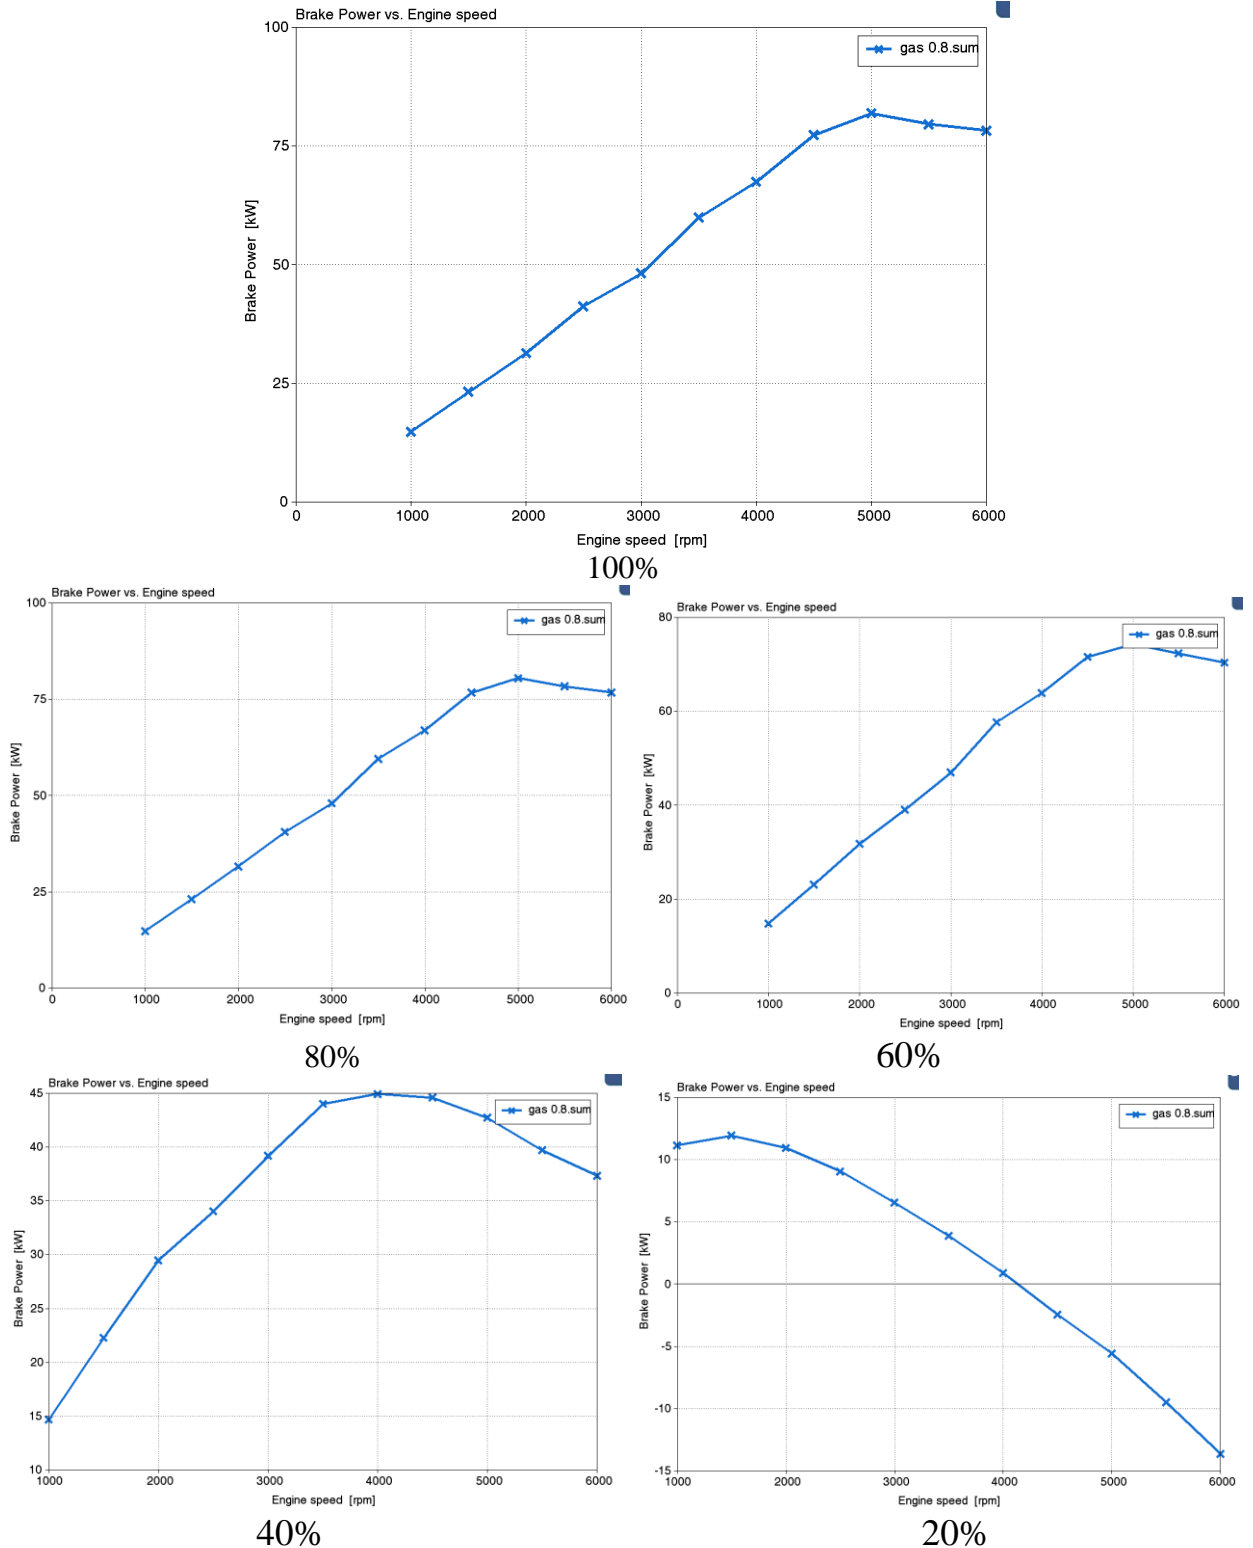 Brake Power vs. Engine speed
gas 0.8.sum
100
75
50
25
0
Brake Power [kW]
0 1000 2000 3000 4000 5000 6000
Engine speed [rpm]
100%
Brake Power vs. Engine speed
gas 0.8.sum
100
75
50
25
0
Brake Power [kW]
0 1000 2000 3000 4000 5000 6000
Engine speed [rpm]
80%
Brake Power vs. Engine speed
gas 0.8.sum
80
60
40
20
0
Brake Power [kW]
0 1000 2000 3000 4000 5000 6000
Engine speed [rpm]
60%
Brake Power vs. Engine speed
gas 0.8.sum
45
40
35
30
25
20
15
10
Brake Power [kW]
1000 2000 3000 4000 5000 6000
Engine speed [rpm]
40%
Brake Power vs. Engine speed
gas 0.8.sum
15
10
5
0
-5
-10
-15
Brake Power [kW]
1000 2000 3000 4000 5000 6000
Engine speed [rpm]
20%